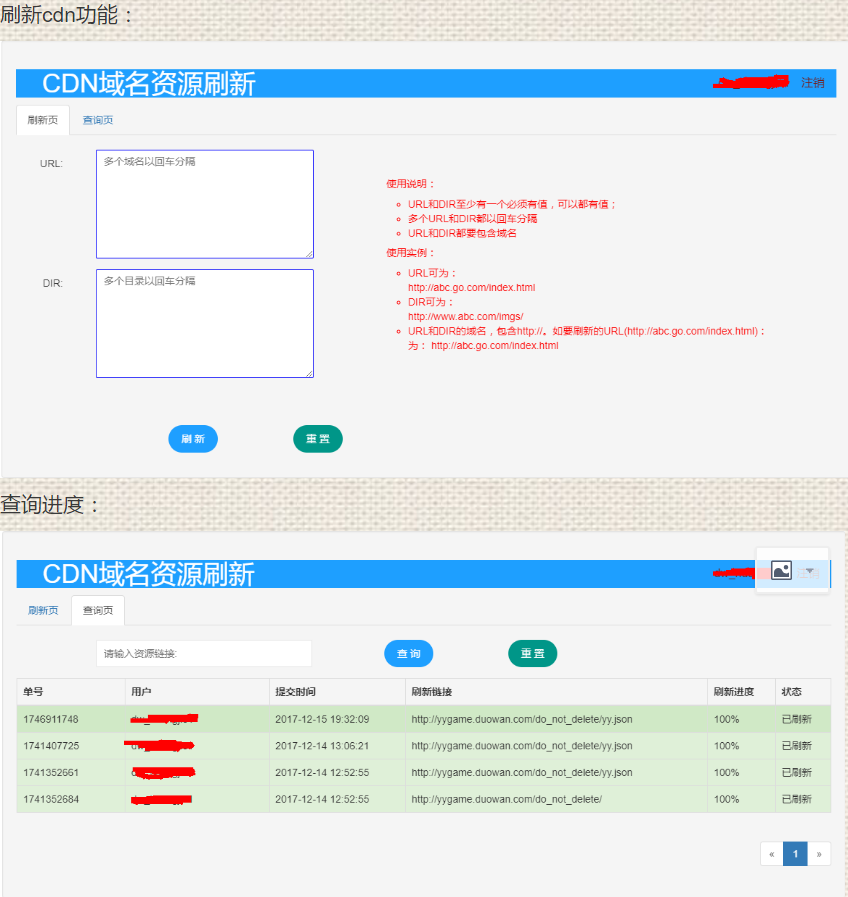 刷新cdn功能：
CDN域名资源刷新
注销
刷新页 查询页
URL:
多个域名以回车分隔
DIR:
多个目录以回车分隔
使用说明：
URL和DIR至少有一个必须有值，可以都有值；
多个URL和DIR都以回车分隔
URL和DIR都要包含域名
使用实例：
URL可为：
http://abc.go.com/index.html
DIR可为：
http://www.abc.com/imgs/
URL和DIR的域名，包含http://。如要刷新的URL(http://abc.go.com/index.html)：
为： http://abc.go.com/index.html
刷 新 重 置
查询进度：
CDN域名资源刷新
刷新页 查询页
请输入资源链接: 查 询 重 置
单号 用户 提交时间 刷新链接 刷新进度 状态
1746911748 2017-12-15 19:32:09 http://yygame.duowan.com/do_not_delete/yy.json 100% 已刷新
1741407725 2017-12-14 13:06:21 http://yygame.duowan.com/do_not_delete/yy.json 100% 已刷新
1741352661 2017-12-14 12:52:55 http://yygame.duowan.com/do_not_delete/yy.json 100% 已刷新
1741352684 2017-12-14 12:52:55 http://yygame.duowan.com/do_not_delete/ 100% 已刷新
« 1 »